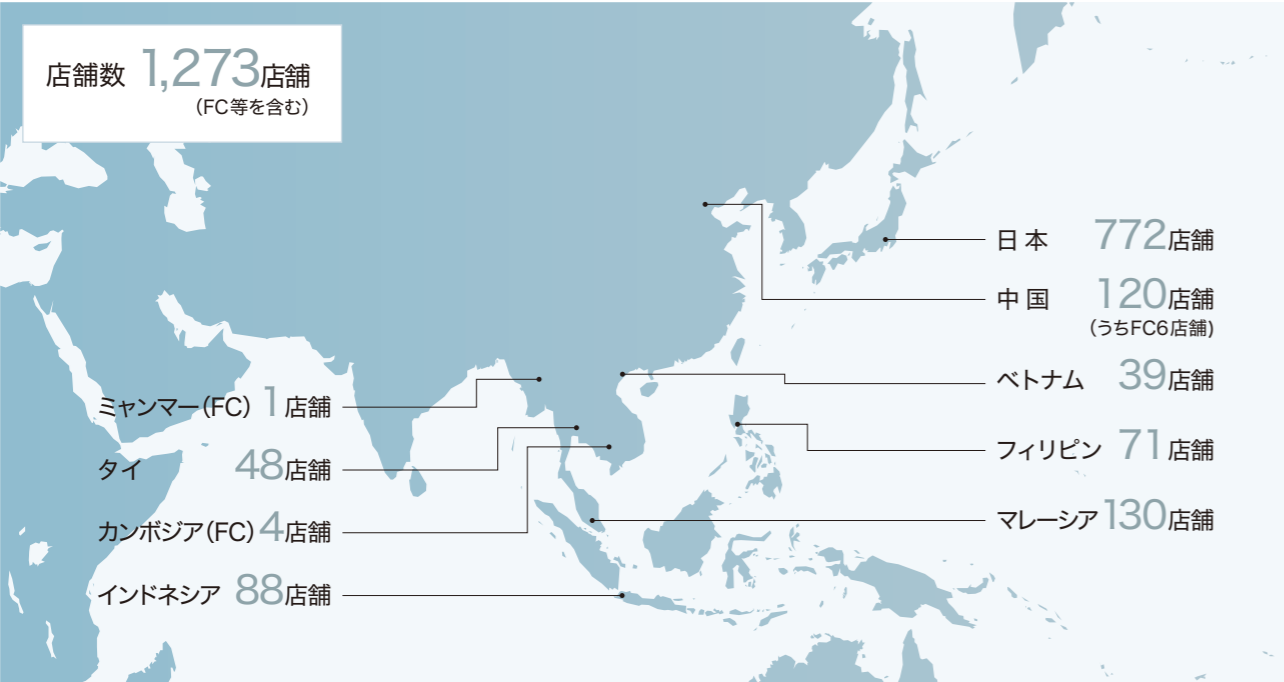 店舗数 1,273店舗
（FC等を含む）
日本 772店舗
中国 120店舗
（うちFC6店舗）
ベトナム 39店舗
フィリピン 71店舗
マレーシア 130店舗
ミャンマー（FC） 1店舗
タイ 48店舗
カンボジア（FC） 4店舗
インドネシア 88店舗